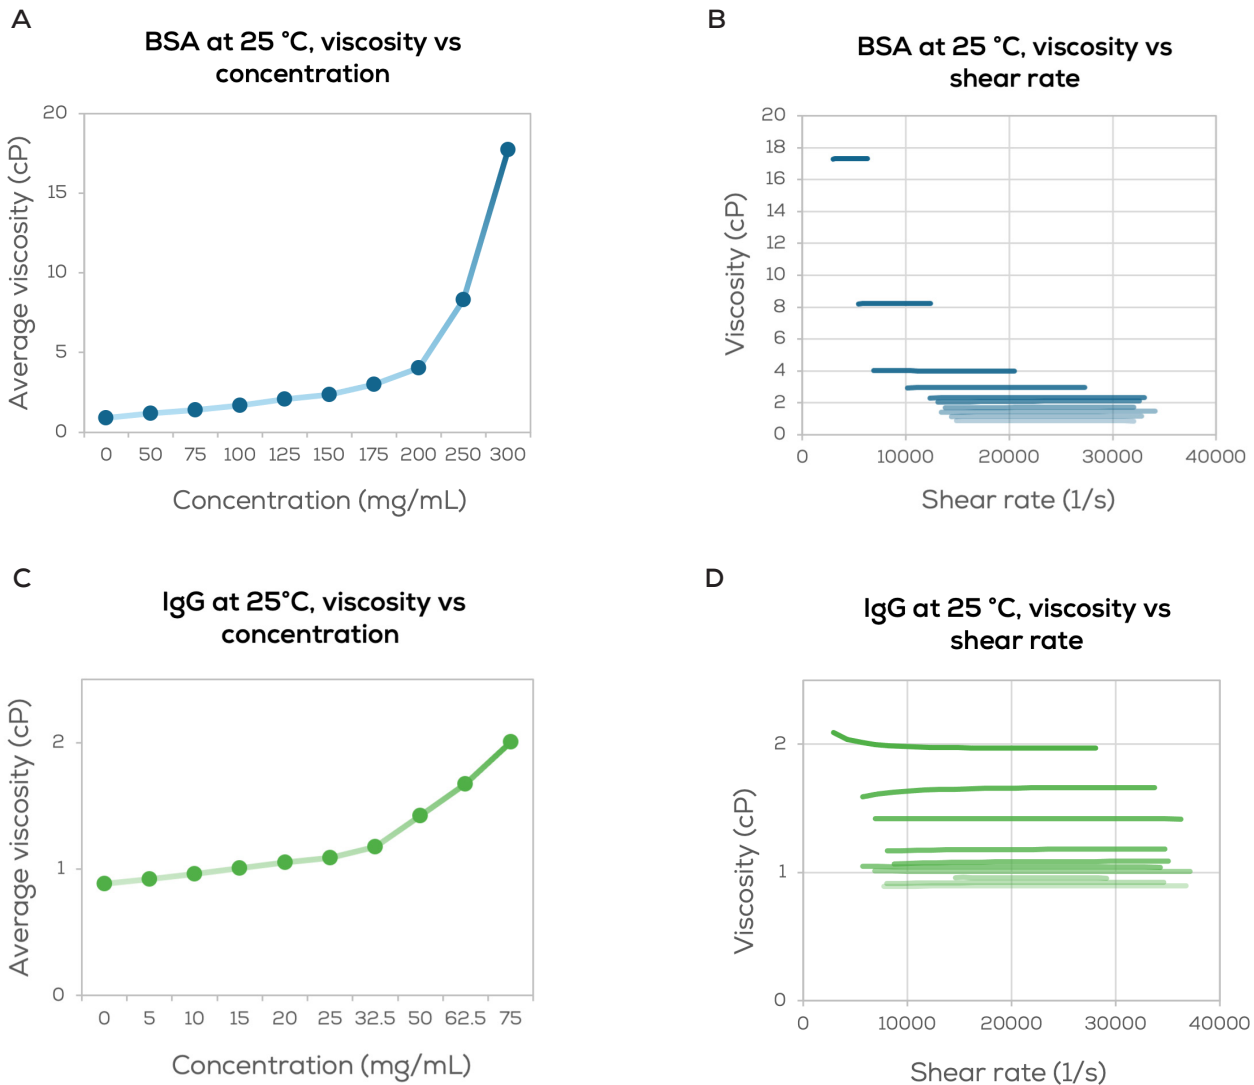 A
BSA at 25 °C, viscosity vs
concentration
Average viscosity (cP)
20
15
10
5
0
0 50 75 100 125 150 175 200 250 300
Concentration (mg/mL)
B
BSA at 25 °C, viscosity vs
shear rate
Viscosity (cP)
20
18
16
14
12
10
8
6
4
2
0
0 10000 20000 30000 40000
Shear rate (1/s)
C
IgG at 25°C, viscosity vs
concentration
Average viscosity (cP)
2
1
0
0 5 10 15 20 25 32.5 50 62.5 75
Concentration (mg/mL)
D
IgG at 25 °C, viscosity vs
shear rate
Viscosity (cP)
2
1
0
0 10000 20000 30000 40000
Shear rate (1/s)